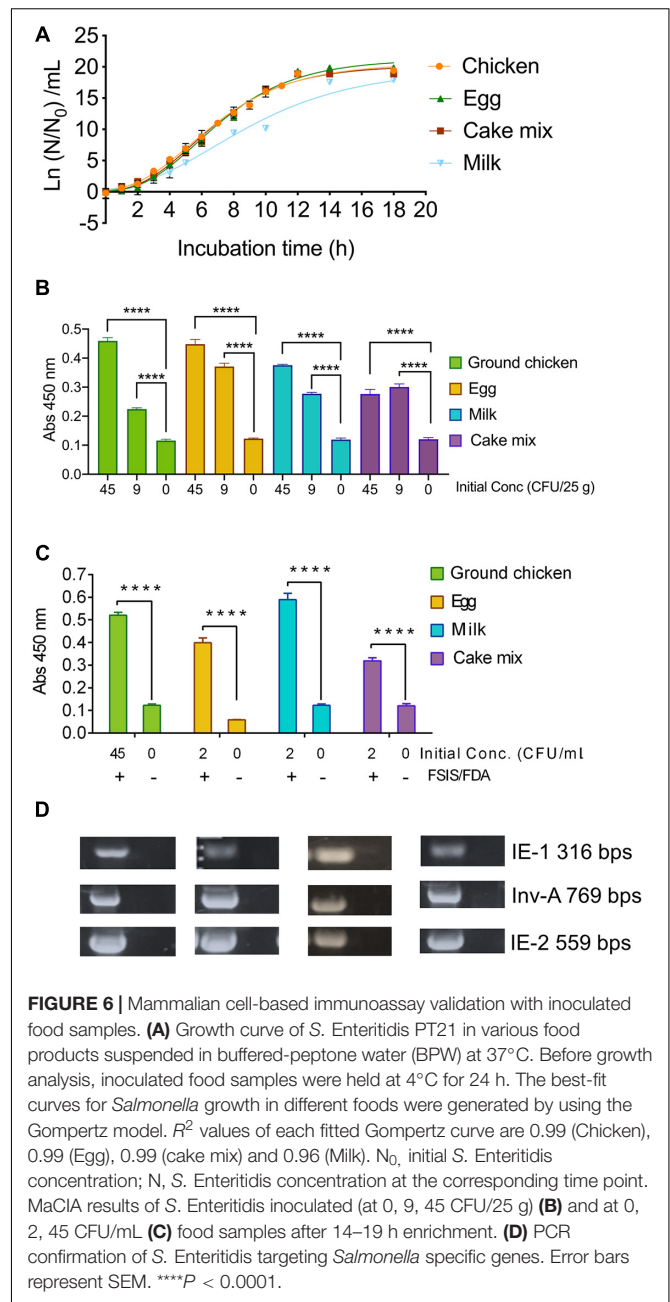 A
Ln (N/N0) /mL
25
20
15
10
5
0
-5
2 4 6 8 10 12 14 16 18 20
Incubation time (h)
Chicken
Egg
Cake mix
Milk
B
Abs 450 nm
0.5
0.4
0.3
0.2
0.1
0.0
**** **** **** ****
**** **** **** ****
45 9 0 45 9 0 45 9 0 45 9 0 Initial Conc (CFU/25 g)
Ground chicken
Egg
Milk
Cake mix
C
Abs 450 nm
0.7
0.6
0.5
0.4
0.3
0.2
0.1
0.0
**** **** **** ****
Ground chicken
Egg
Milk
Cake mix
45 0 2 0 2 0 2 0 Initial Conc. (CFU/mL
+ - + - + - + - FSIS/FDA
D
IE-1 316 bps
Inv-A 769 bps
IE-2 559 bps
FIGURE 6 | Mammalian cell-based immunoassay validation with inoculated
food samples. (A) Growth curve of S. Enteritidis PT21 in various food
products suspended in buffered-peptone water (BPW) at 37°C. Before growth
analysis, inoculated food samples were held at 4°C for 24 h. The best-fit
curves for Salmonella growth in different foods were generated by using the
Gompertz model. R² values of each fitted Gompertz curve are 0.99 (Chicken),
0.99 (Egg), 0.99 (cake mix) and 0.96 (Milk). N0, initial S. Enteritidis
concentration; N, S. Enteritidis concentration at the corresponding time point.
MaCIA results of S. Enteritidis inoculated (at 0, 9, 45 CFU/25 g) (B) and at 0,
2, 45 CFU/mL (C) food samples after 14–19 h enrichment. (D) PCR
confirmation of S. Enteritidis targeting Salmonella specific genes. Error bars
represent SEM. ****P < 0.0001.